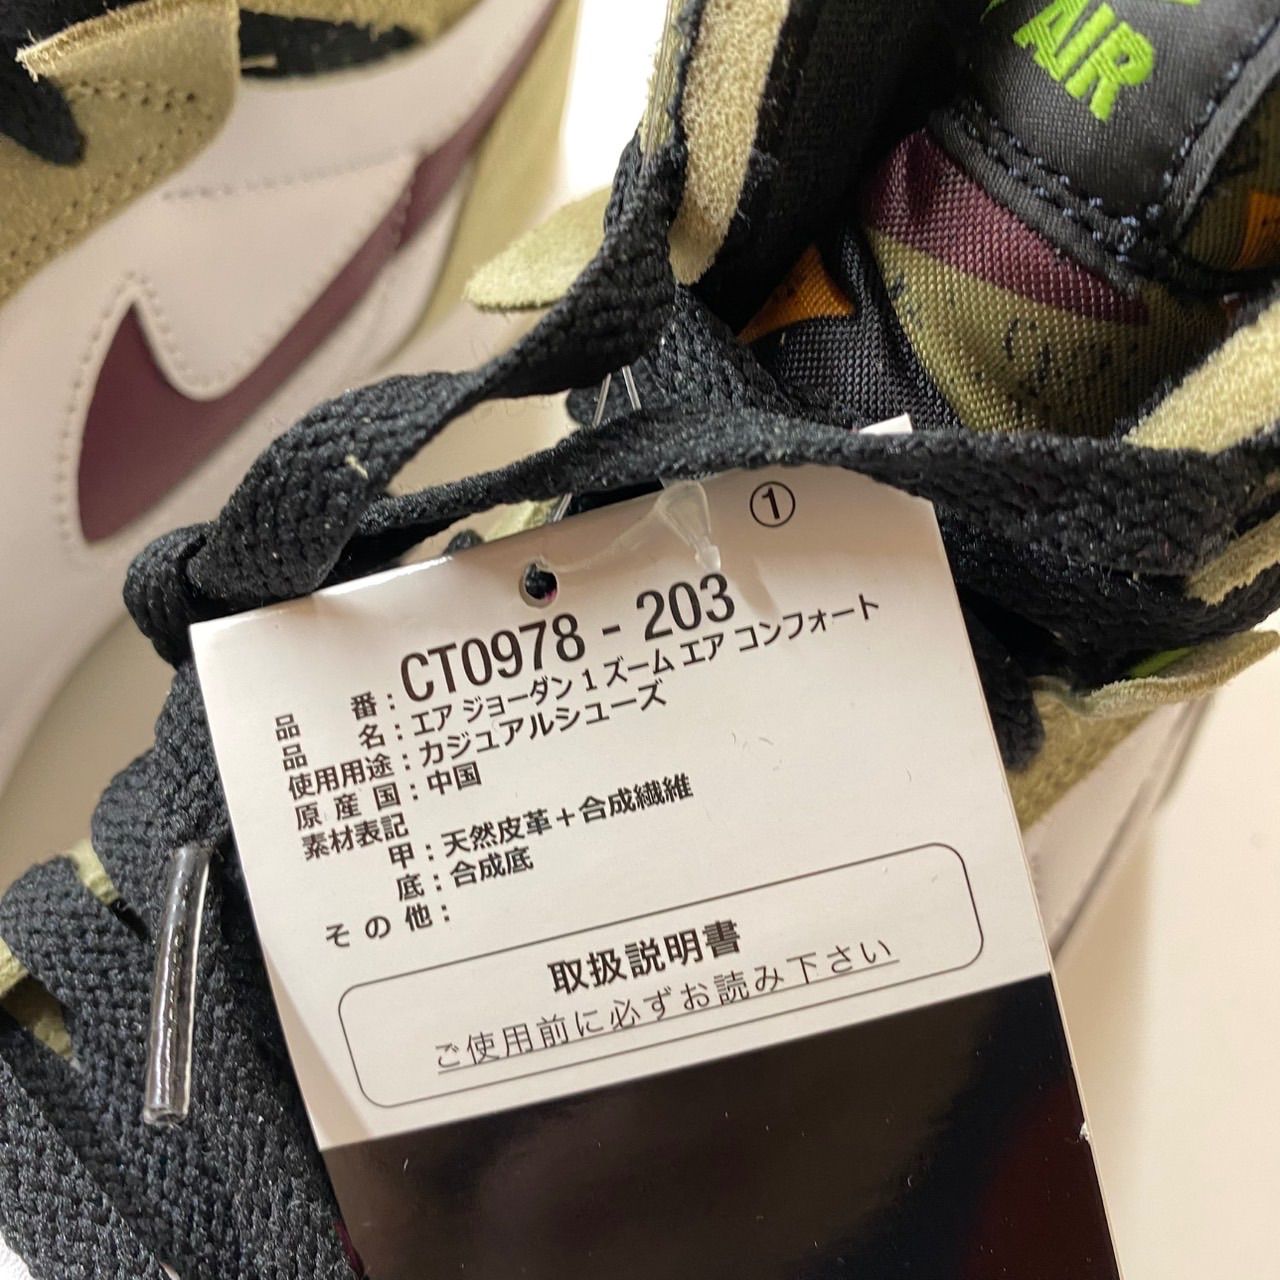 AIR
①
品番：CT0978-203
品名：エア ジョーダン 1 ズーム エア コンフォート
使用用途：カジュアルシューズ
原産国：中国
素材表記
甲：天然皮革＋合成繊維
底：合成底
その他：
取扱説明書
ご使用前に必ずお読み下さい